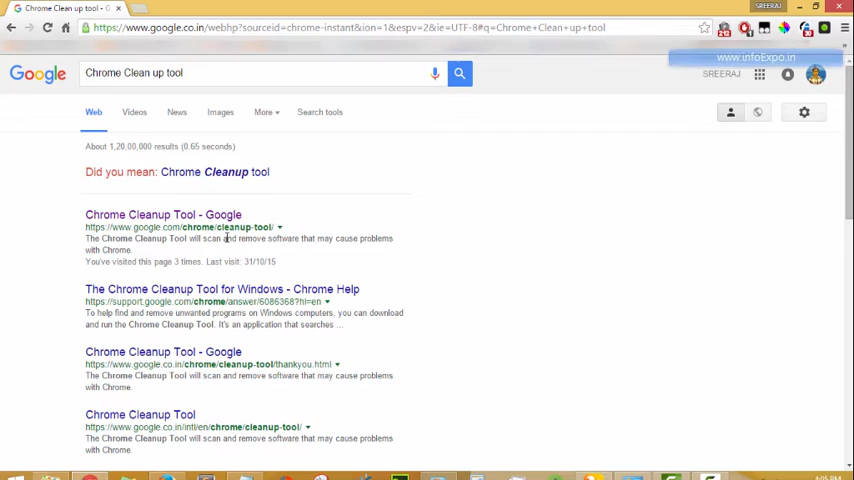 SREERAJ
Chrome Clean up tool -
https://www.google.co.in/webhp?sourceid=chrome-instant&ion=1&espv=2&ie=UTF-8#q=Chrome+Clean+up+tool
www.infoExpo.in
Google
Chrome Clean up tool
SREERAJ
Web Videos News Images More Search tools
About 1,20,00,000 results (0.65 seconds)
Did you mean: Chrome Cleanup tool
Chrome Cleanup Tool - Google
https://www.google.com/chrome/cleanup-tool/
The Chrome Cleanup Tool will scan and remove software that may cause problems
with Chrome.
You've visited this page 3 times. Last visit: 31/10/15
The Chrome Cleanup Tool for Windows - Chrome Help
https://support.google.com/chrome/answer/6086368?hl=en
To help find and remove unwanted programs on Windows computers, you can download
and run the Chrome Cleanup Tool. It's an application that searches ...
Chrome Cleanup Tool - Google
https://www.google.co.in/chrome/cleanup-tool/thankyou.html
The Chrome Cleanup Tool will scan and remove software that may cause problems
with Chrome.
Chrome Cleanup Tool
https://www.google.co.in/intl/en/chrome/cleanup-tool/
The Chrome Cleanup Tool will scan and remove software that may cause problems
with Chrome.